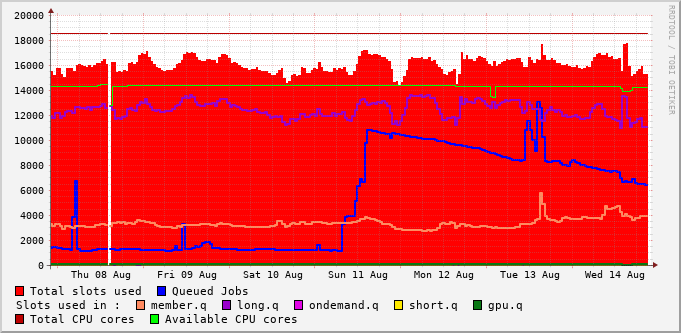 20000
18000
16000
14000
12000
10000
8000
6000
4000
2000
0
Thu 08 Aug Fri 09 Aug Sat 10 Aug Sun 11 Aug Mon 12 Aug Tue 13 Aug Wed 14 Aug
Total slots used Queued Jobs
Slots used in : member.q long.q ondemand.q short.q gpu.q
Total CPU cores Available CPU cores
RRDTOOL / TOBI OETIKER